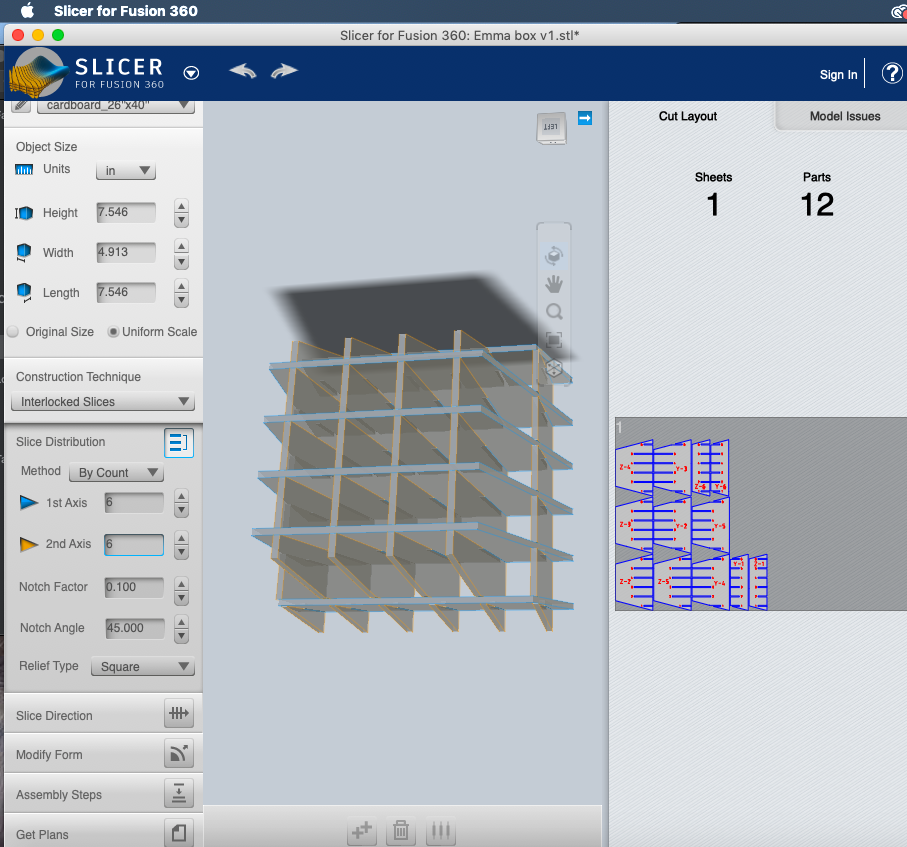 Slicer for Fusion 360
Slicer for Fusion 360: Emma box v1.stl*
SLICER
FOR FUSION 360
Sign In
?
cardboard_26"x40"
Object Size
Units
in
Height
7.546
Width
4.913
Length
7.546
Original Size
Uniform Scale
Construction Technique
Interlocked Slices
Slice Distribution
Method
By Count
1st Axis
6
2nd Axis
6
Notch Factor
0.100
Notch Angle
45.000
Relief Type
Square
Slice Direction
Modify Form
Assembly Steps
Get Plans
LEFT
Cut Layout
Model Issues
Sheets
Parts
1
12
1
Z-4
Y-3
Z-6
Y-6
Z-3
Y-2
Y-5
Z-2
Z-5
Y-4
Y-1
Z-1